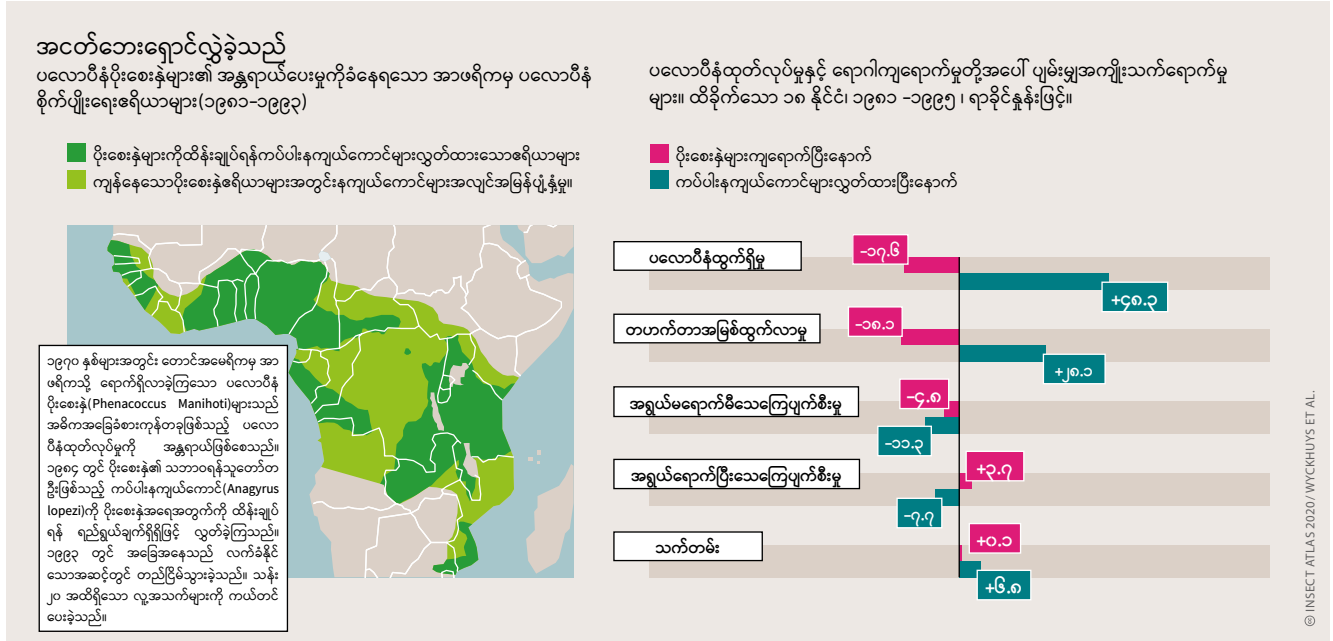 အငတ်ဘေးရှောင်လွှဲခဲ့သည်
ပလောပီနံပိုးစေးနှဲများ၏ အန္တရာယ်ပေးမှုကိုခံနေရသော အာဖရိကမှ ပလောပီနံ
စိုက်ပျိုးရေးဧရိယာများ(၁၉၈၁-၁၉၉၃)
ပိုးစေးနှဲများကိုထိန်းချုပ်ရန်ကပ်ပါးနကျယ်ကောင်များလွှတ်ထားသောဧရိယာများ
ကျန်နေသောပိုးစေးနှဲဧရိယာများအတွင်းနကျယ်ကောင်များအလျင်အမြန်ပျံ့နှံ့မှု။
၁၉၇၀ နှစ်များအတွင်း တောင်အမေရိကမှ အာ
ဖရိကသို့ ရောက်ရှိလာခဲ့ကြသော ပလောပီနံ
ပိုးစေးနှဲ(Phenacoccus Manihoti)များသည်
အဓိကအခြေခံစားကုန်တခုဖြစ်သည့် ပလော
ပီနံထုတ်လုပ်မှုကို အန္တရာယ်ဖြစ်စေသည်။
၁၉၈၄ တွင် ပိုးစေးနှဲ၏ သဘာဝရန်သူတော်တ
ဦးဖြစ်သည့် ကပ်ပါးနကျယ်ကောင်(Anagyrus
lopezi)ကို ပိုးစေးနှဲအရေအတွက်ကို ထိန်းချုပ်
ရန် ရည်ရွယ်ချက်ရှိရှိဖြင့် လွှတ်ခဲ့ကြသည်။
၁၉၉၃ တွင် အခြေအနေသည် လက်ခံနိုင်
သောအဆင့်တွင် တည်ငြိမ်သွားခဲ့သည်။ သန်း
၂၀ အထိရှိသော လူ့အသက်များကို ကယ်တင်
ပေးခဲ့သည်။
ပလောပီနံထုတ်လုပ်မှုနှင့် ရောဂါကျရောက်မှုတို့အပေါ် ပျမ်းမျှအကျိုးသက်ရောက်မှု
များ။ ထိခိုက်သော ၁၈ နိုင်ငံ၊ ၁၉၈၁ -၁၉၉၅ ၊ ရာခိုင်နှုန်းဖြင့်။
ပိုးစေးနှဲများကျရောက်ပြီးနောက်
ကပ်ပါးနကျယ်ကောင်များလွှတ်ထားပြီးနောက်
ပလောပီနံထွက်ရှိမှု
-၁၇.၆
+၄၈.၃
တဟက်တာအမြစ်ထွက်လာမှု
-၁၈.၁
+၂၈.၁
အရွယ်မရောက်မီသေကြေပျက်စီးမှု
-၄.၈
-၁၁.၃
အရွယ်ရောက်ပြီးသေကြေပျက်စီးမှု
+၃.၇
-၇.၇
သက်တမ်း
+၀.၁
+၆.၈
INSECT ATLAS 2020 / WYCKHUYS ET AL.